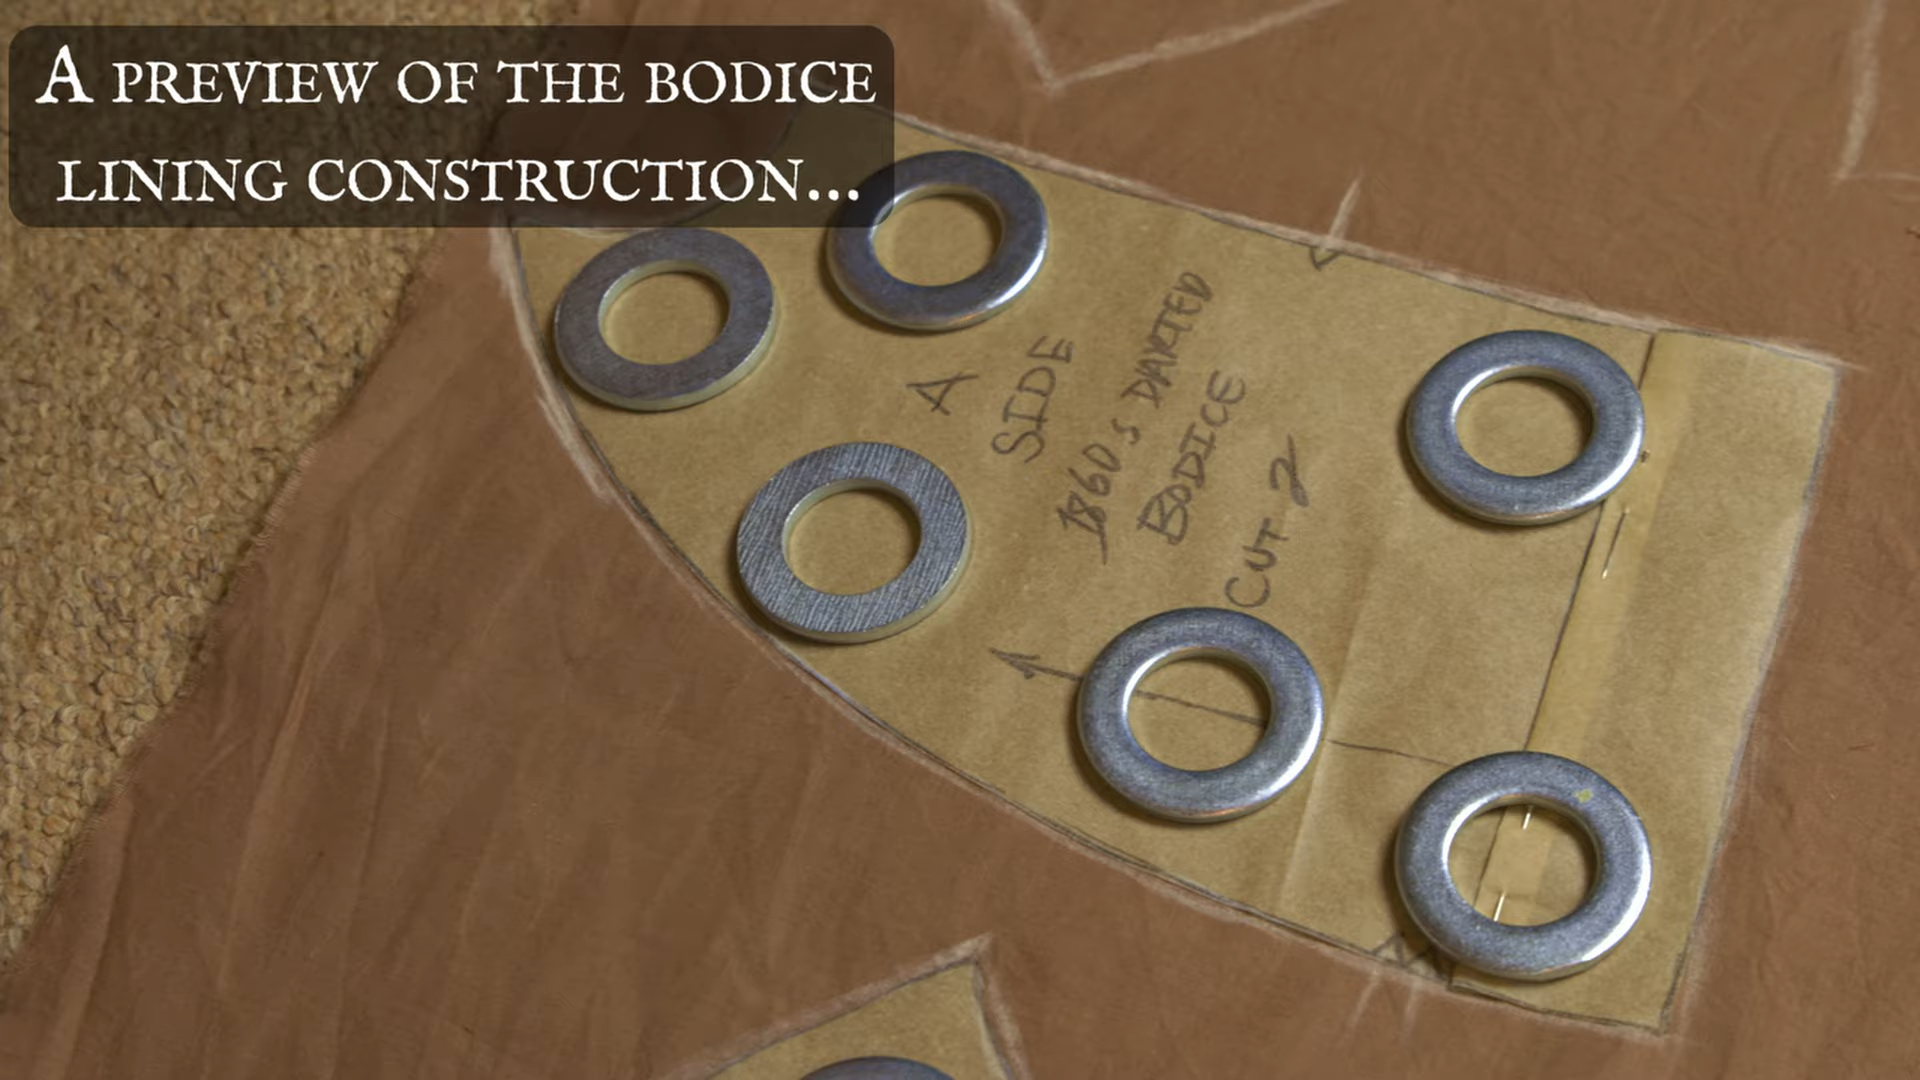 A PREVIEW OF THE BODICE
LINING CONSTRUCTION...
A
SIDE
1860s DARTED
BODICE
CUT 2